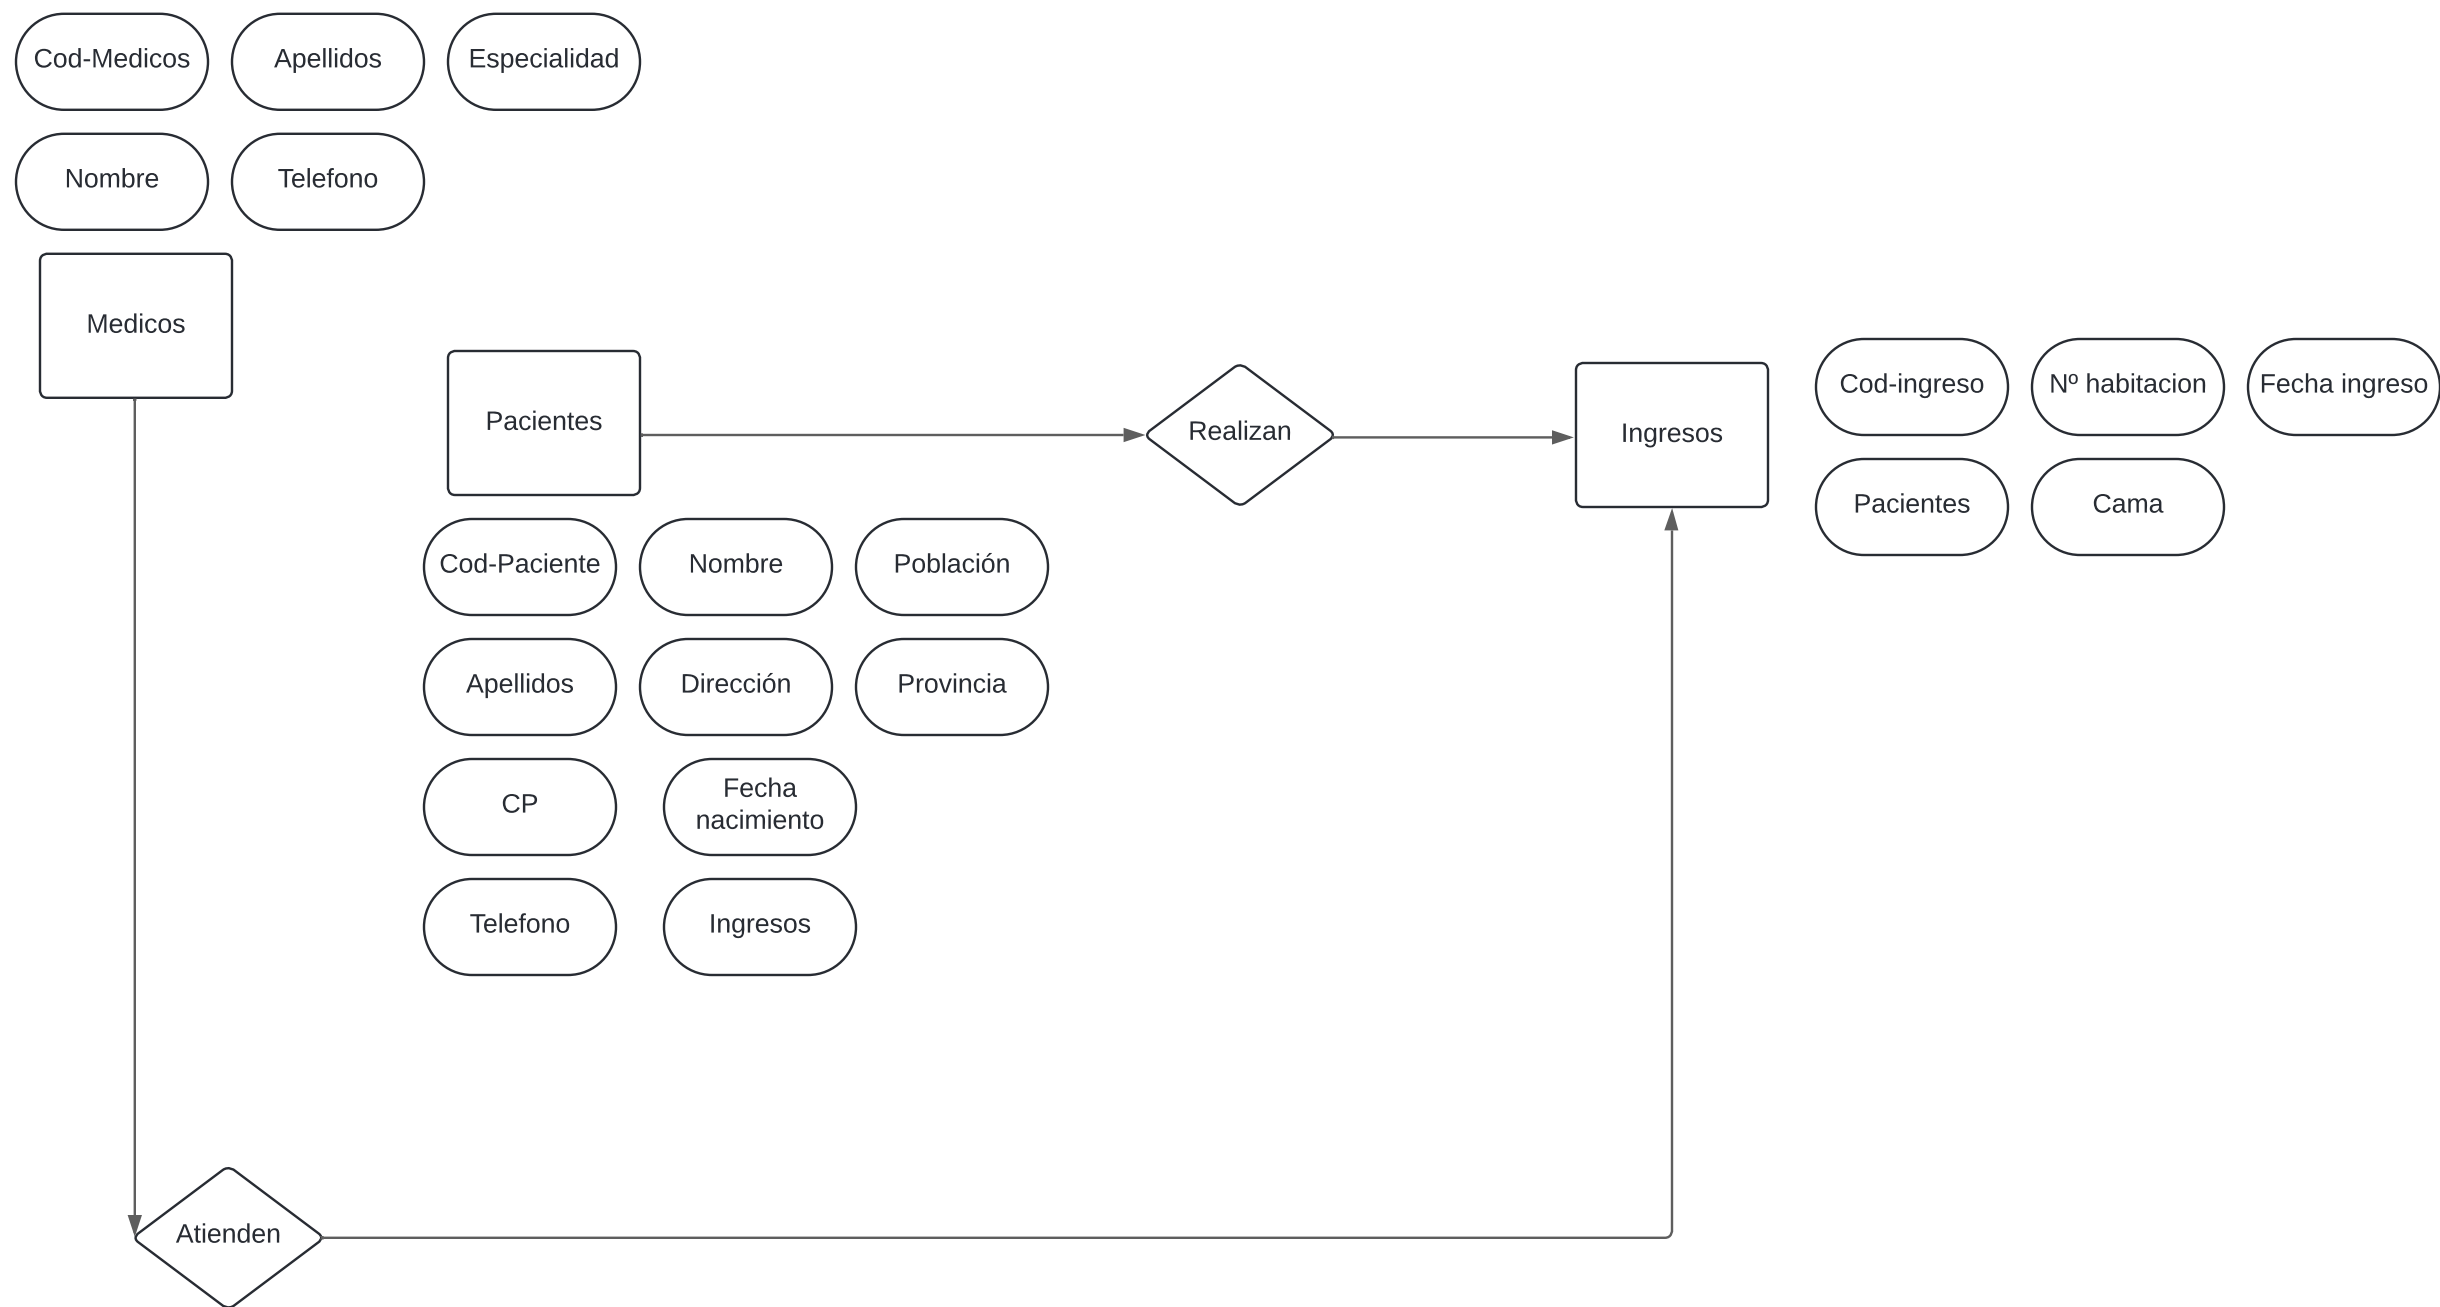 Cod-Medicos
Apellidos
Especialidad
Nombre
Telefono
Medicos
Pacientes
Realizan
Ingresos
Cod-ingreso
Nº habitacion
Fecha ingreso
Pacientes
Cama
Cod-Paciente
Nombre
Población
Apellidos
Dirección
Provincia
CP
Fecha
nacimiento
Telefono
Ingresos
Atienden